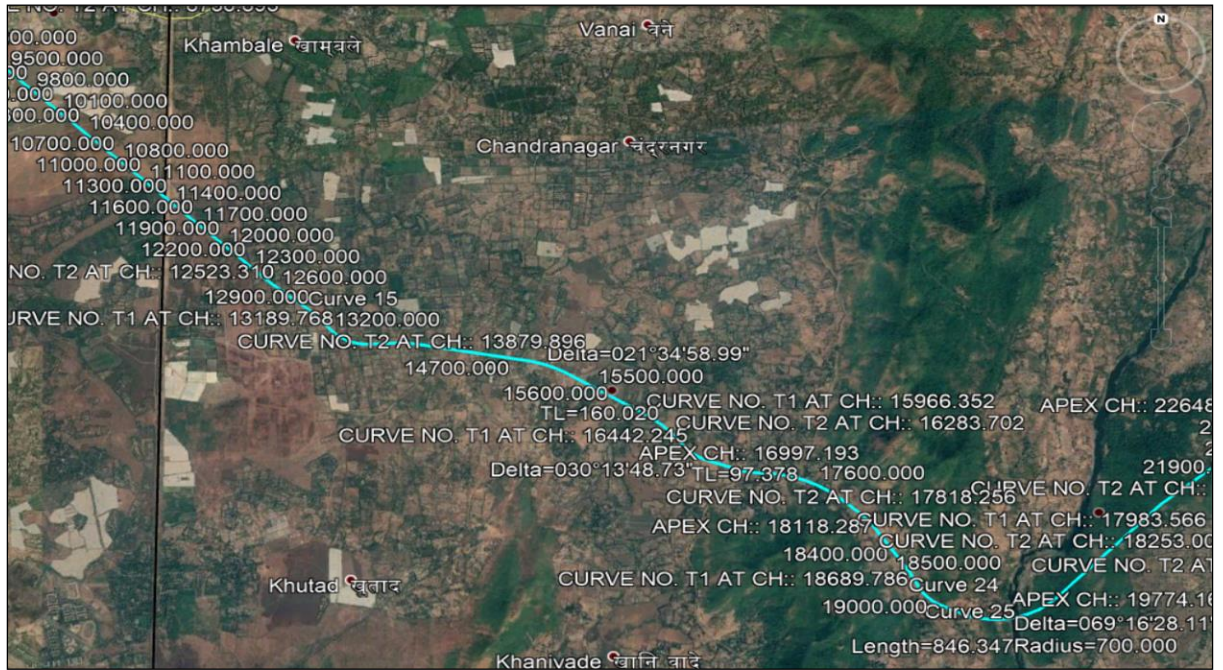 E NO. T2 AT CH:: 8758.895
Vanai वने
Khambale खाम्वले
9500.000
9800.000
10100.000
10400.000
Chandranagar चंद्रनगर
10700.000
10800.000
11000.000
11100.000
11300.000
11400.000
11600.000
11700.000
11900.000
12000.000
12200.000
12300.000
NO. T2 AT CH:: 12523.310
12600.000
12900.000
Curve 15
URVE NO. T1 AT CH:: 13189.768
13200.000
CURVE NO. T2 AT CH:: 13879.896
Delta=021°34'58.99"
14700.000
15500.000
15600.000
CURVE NO. T1 AT CH:: 15966.352
APEX CH:: 22648
TL=160.020
CURVE NO. T2 AT CH:: 16283.702
CURVE NO. T1 AT CH:: 16442.245
APEX CH:: 16997.193
Delta=030°13'48.73"
TL=97.378
17600.000
21900.
CURVE NO. T2 AT CH:: 17818.256
CURVE NO. T2 AT CH::
APEX CH:: 18118.287
CURVE NO. T1 AT CH:: 17983.566
CURVE NO. T2 AT CH:: 18253.00
18400.000
18500.000
CURVE NO. T2 AT
CURVE NO. T1 AT CH:: 18689.786
Curve 24
Khutad खुताद
19000.000
Curve 25
APEX CH:: 19774.16
Delta=069°16'28.11"
Length=846.347
Radius=700.000
Khanivade खानि वादे